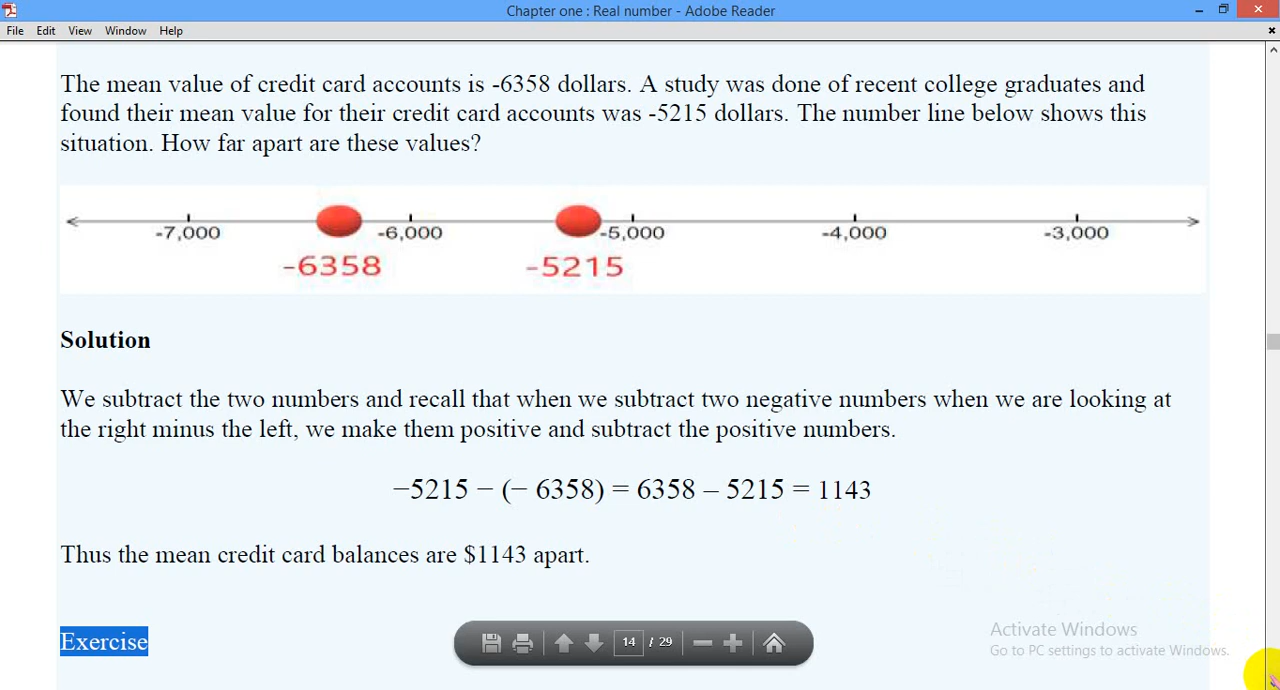 Chapter one : Real number - Adobe Reader
File Edit View Window Help
The mean value of credit card accounts is -6358 dollars. A study was done of recent college graduates and
found their mean value for their credit card accounts was -5215 dollars. The number line below shows this
situation. How far apart are these values?
-7,000 -6,000 -5,000 -4,000 -3,000
-6358 -5215
Solution
We subtract the two numbers and recall that when we subtract two negative numbers when we are looking at
the right minus the left, we make them positive and subtract the positive numbers.
−5215 − (− 6358) = 6358 – 5215 = 1143
Thus the mean credit card balances are $1143 apart.
Exercise
14 / 29
Activate Windows
Go to PC settings to activate Windows.